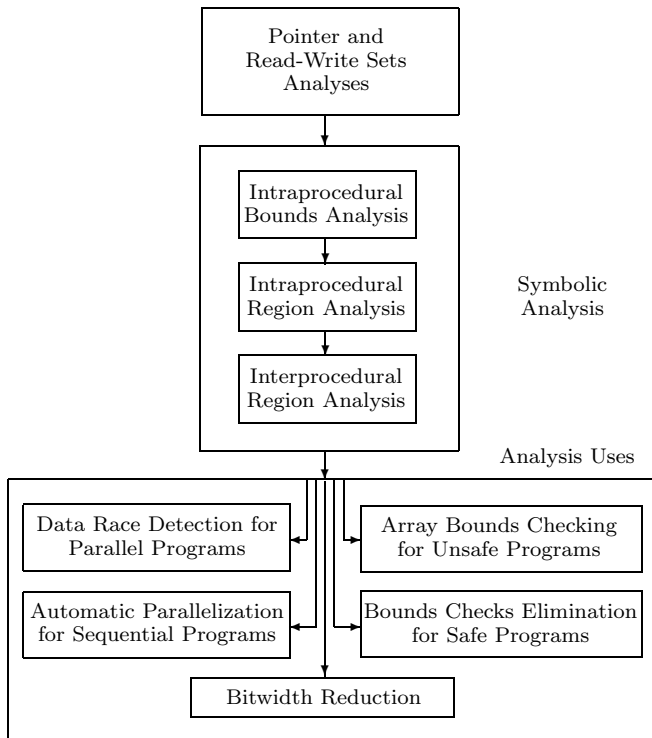 Pointer and
Read-Write Sets
Analyses
Intraprocedural
Bounds Analysis
Intraprocedural
Region Analysis
Symbolic
Analysis
Interprocedural
Region Analysis
Analysis Uses
Data Race Detection for
Parallel Programs
Array Bounds Checking
for Unsafe Programs
Automatic Parallelization
for Sequential Programs
Bounds Checks Elimination
for Safe Programs
Bitwidth Reduction